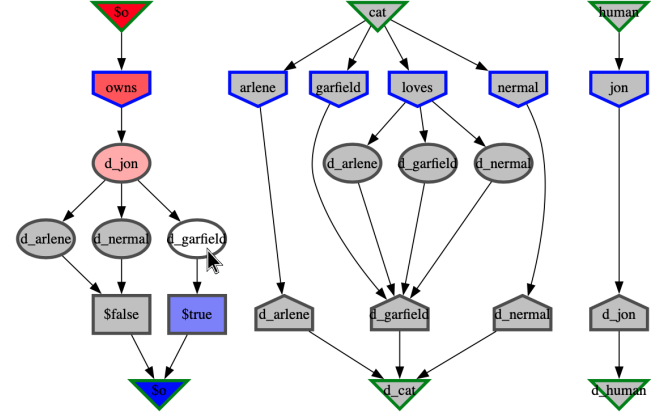 $o cat human
owns arlene garfield loves nermal jon
d_jon d_arlene d_garfield d_nermal
d_arlene d_nermal d_garfield
$false $true d_arlene d_garfield d_nermal d_jon
$o d_cat d_human